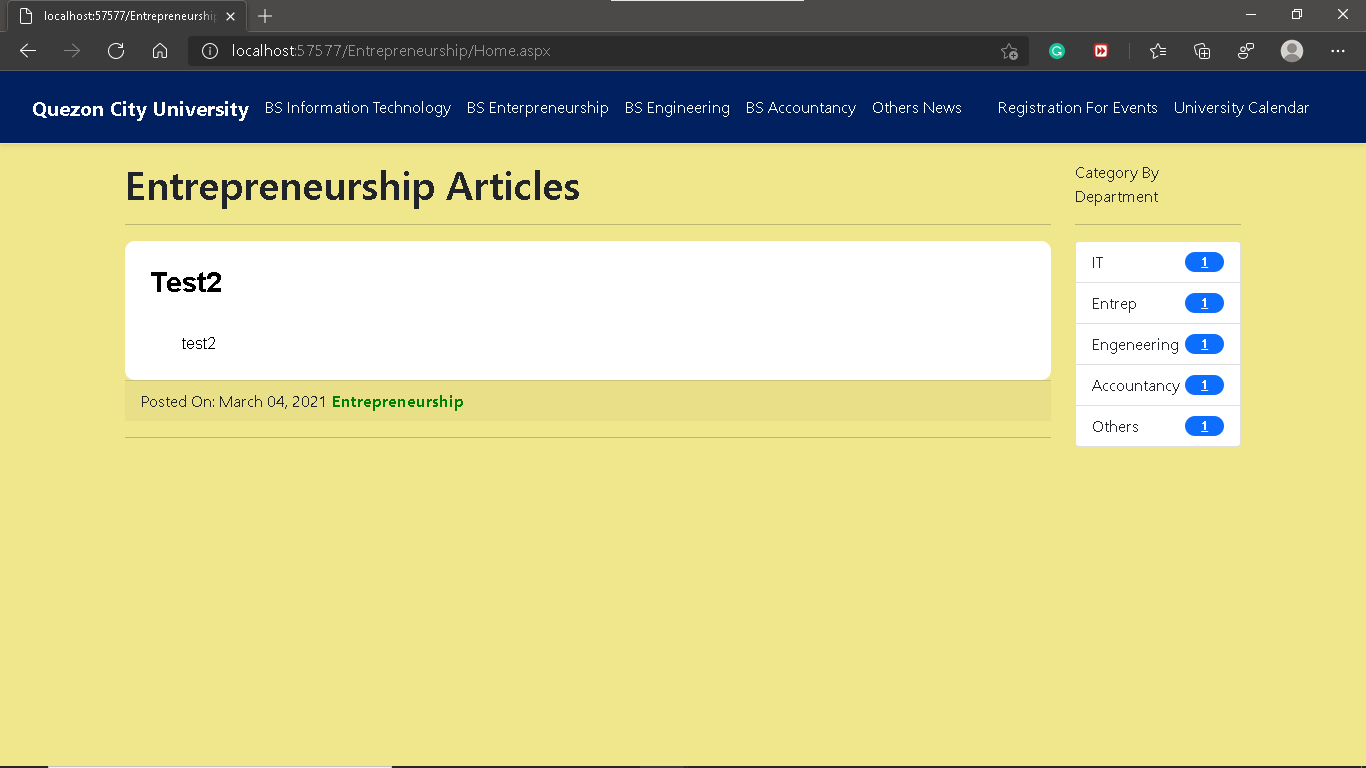 localhost:57577/Entrepreneurship
localhost:57577/Entrepreneurship/Home.aspx
Quezon City University BS Information Technology BS Enterpreneurship BS Engineering BS Accountancy Others News Registration For Events University Calendar
Entrepreneurship Articles
Test2
test2
Posted On: March 04, 2021 Entrepreneurship
Category By
Department
IT 1
Entrep 1
Engeneering 1
Accountancy 1
Others 1